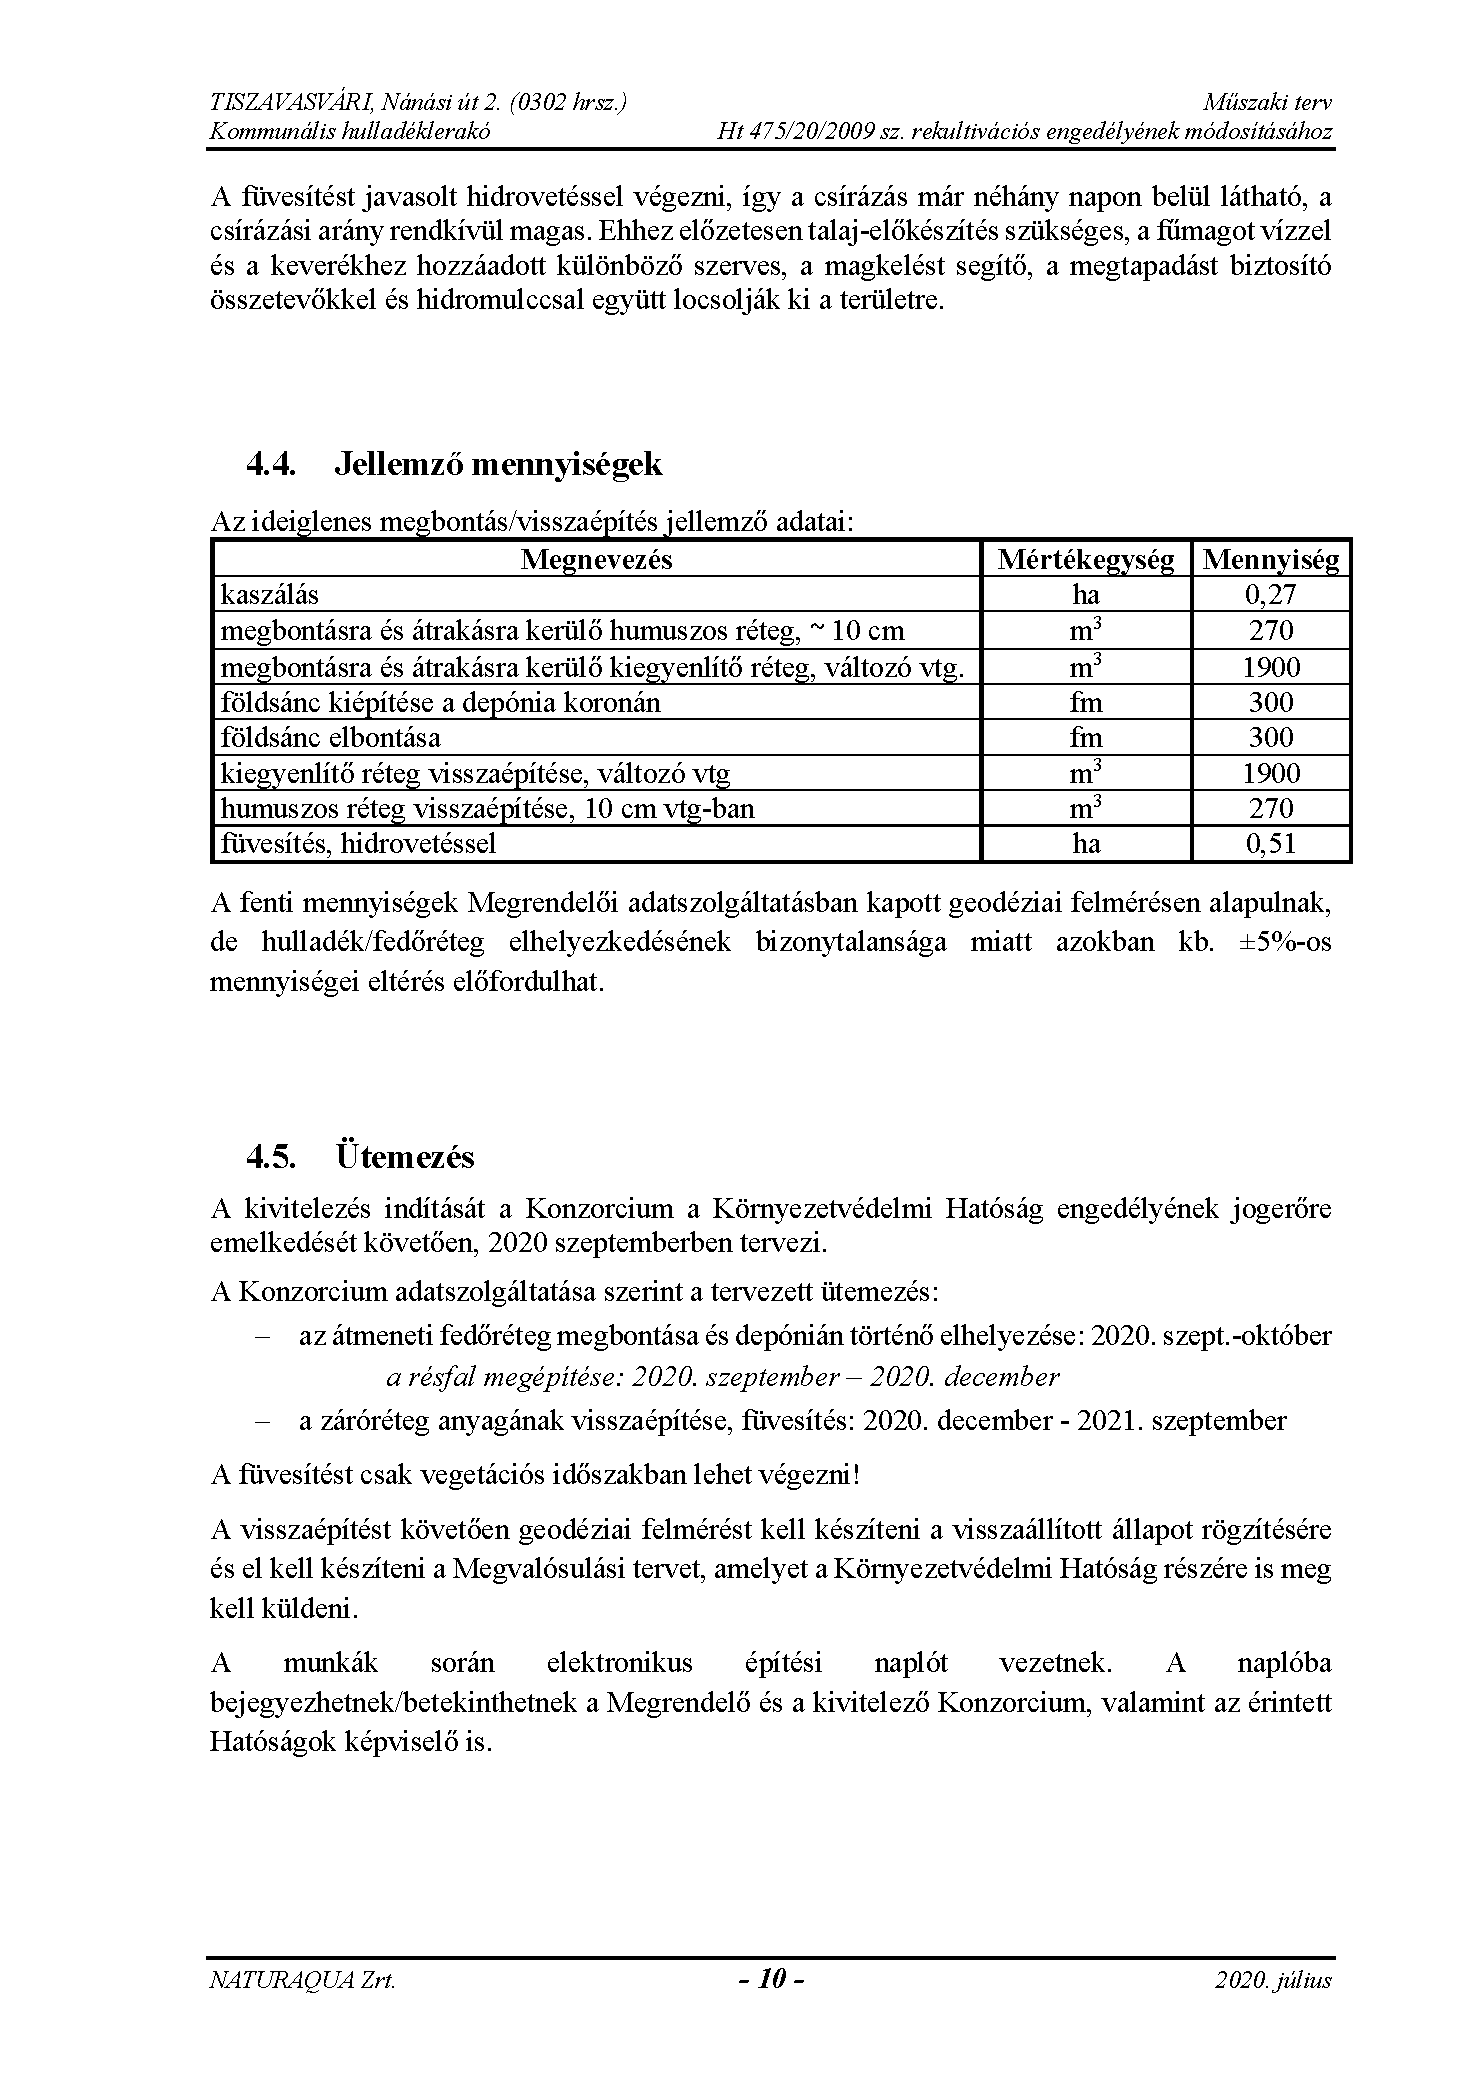 TISZAVASVÁRI, Nánási út 2. (0302 hrsz.) Műszaki terv
Kommunális hulladéklerakó Ht 475/20/2009 sz. rekultivációs engedélyének módosításához
A füvesítést javasolt hidrovetéssel végezni, így a csírázás már néhány napon belül látható, a
csírázási arány rendkívül magas. Ehhez előzetesen talaj-előkészítés szükséges, a fűmagot vízzel
és a keverékhez hozzáadott különböző szerves, a magkelést segítő, a megtapadást biztosító
összetevőkkel és hidromulccsal együtt locsolják ki a területre.
4.4. Jellemző mennyiségek
Az ideiglenes megbontás/visszaépítés jellemző adatai:
Megnevezés Mértékegység Mennyiség
kaszálás ha 0,27
megbontásra és átrakásra kerülő humuszos réteg, ~ 10 cm m³ 270
megbontásra és átrakásra kerülő kiegyenlítő réteg, változó vtg. m³ 1900
földsánc kiépítése a depónia koronán fm 300
földsánc elbontása fm 300
kiegyenlítő réteg visszaépítése, változó vtg m³ 1900
humuszos réteg visszaépítése, 10 cm vtg-ban m³ 270
füvesítés, hidrovetéssel ha 0,51
A fenti mennyiségek Megrendelői adatszolgáltatásban kapott geodéziai felmérésen alapulnak,
de hulladék/fedőréteg elhelyezkedésének bizonytalansága miatt azokban kb. ±5%-os
mennyiségei eltérés előfordulhat.
4.5. Ütemezés
A kivitelezés indítását a Konzorcium a Környezetvédelmi Hatóság engedélyének jogerőre
emelkedését követően, 2020 szeptemberben tervezi.
A Konzorcium adatszolgáltatása szerint a tervezett ütemezés:
– az átmeneti fedőréteg megbontása és depónián történő elhelyezése: 2020. szept.-október
a résfal megépítése: 2020. szeptember – 2020. december
– a záróréteg anyagának visszaépítése, füvesítés: 2020. december - 2021. szeptember
A füvesítést csak vegetációs időszakban lehet végezni!
A visszaépítést követően geodéziai felmérést kell készíteni a visszaállított állapot rögzítésére
és el kell készíteni a Megvalósulási tervet, amelyet a Környezetvédelmi Hatóság részére is meg
kell küldeni.
A munkák során elektronikus építési naplót vezetnek. A naplóba
bejegyezhetnek/betekinthetnek a Megrendelő és a kivitelező Konzorcium, valamint az érintett
Hatóságok képviselő is.
NATURAQUA Zrt. - 10 - 2020. július